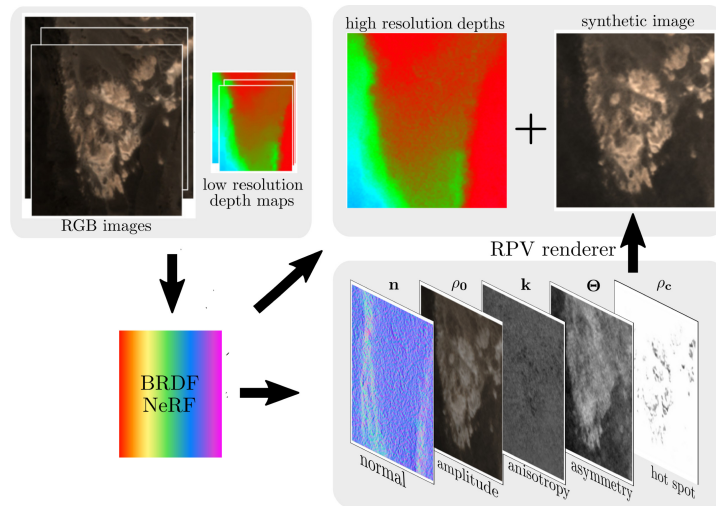 high resolution depths
synthetic image
low resolution
depth maps
RGB images
RPV renderer
n ρ₀ k Θ ρc
BRDF
NeRF
normal amplitude anisotropy asymmetry hot spot